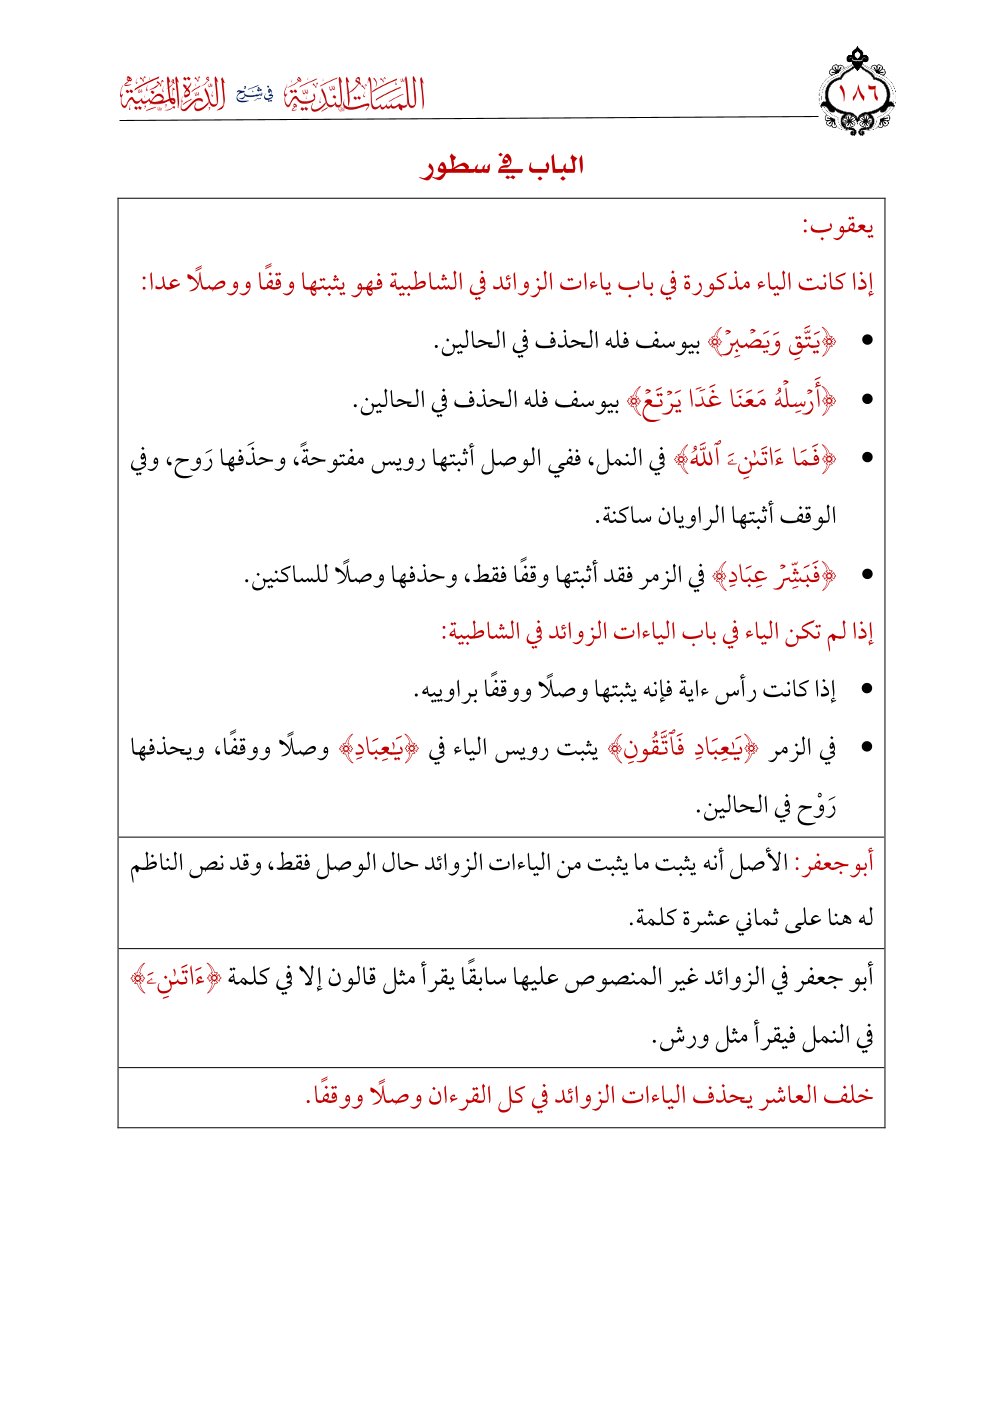 ١٨٦
اللمسات الندية في شرح الدرة المضية
الباب في سطور
يعقوب:
إذا كانت الياء مذكورة في باب ياءات الزوائد في الشاطبية فهو يثبتها وقفًا ووصلًا عدا:
● ﴿يَتَّقِ وَيَصۡبِرۡ﴾ بيوسف فله الحذف في الحالين.
● ﴿أَرۡسِلۡهُ مَعَنَا غَدٗا يَرۡتَعۡ﴾ بيوسف فله الحذف في الحالين.
● ﴿فَمَا ءَاتَىٰنِۦَ ٱللَّهُ﴾ في النمل، ففي الوصل أثبتها رويس مفتوحةً، وحذَفها رَوح، وفي
الوقف أثبتها الراويان ساكنة.
● ﴿فَبَشِّرۡ عِبَادِ﴾ في الزمر فقد أثبتها وقفًا فقط، وحذفها وصلًا للساكنين.
إذا لم تكن الياء في باب الياءات الزوائد في الشاطبية:
● إذا كانت رأس ءاية فإنه يثبتها وصلًا ووقفًا براوييه.
● في الزمر ﴿يَٰعِبَادِ فَٱتَّقُونِ﴾ يثبت رويس الياء في ﴿يَٰعِبَادِ﴾ وصلًا ووقفًا، ويحذفها
رَوْح في الحالين.
أبوجعفر: الأصل أنه يثبت ما يثبت من الياءات الزوائد حال الوصل فقط، وقد نص الناظم
له هنا على ثماني عشرة كلمة.
أبو جعفر في الزوائد غير المنصوص عليها سابقًا يقرأ مثل قالون إلا في كلمة ﴿ءَاتَىٰنِۦَ﴾
في النمل فيقرأ مثل ورش.
خلف العاشر يحذف الياءات الزوائد في كل القرءان وصلًا ووقفًا.